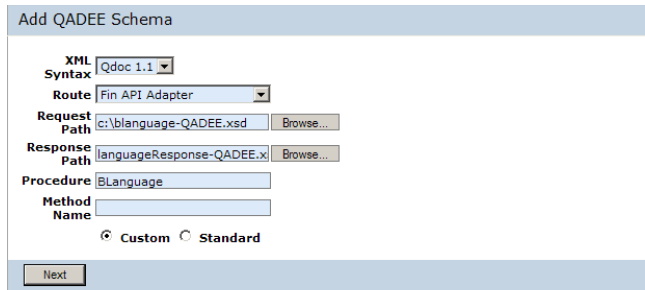 Add QADEE Schema
XML Syntax Qdoc 1.1
Route Fin API Adapter
Request Path c:\blanguage-QADEE.xsd Browse...
Response Path languageResponse-QADEE.x Browse...
Procedure BLanguage
Method Name
Custom Standard
Next